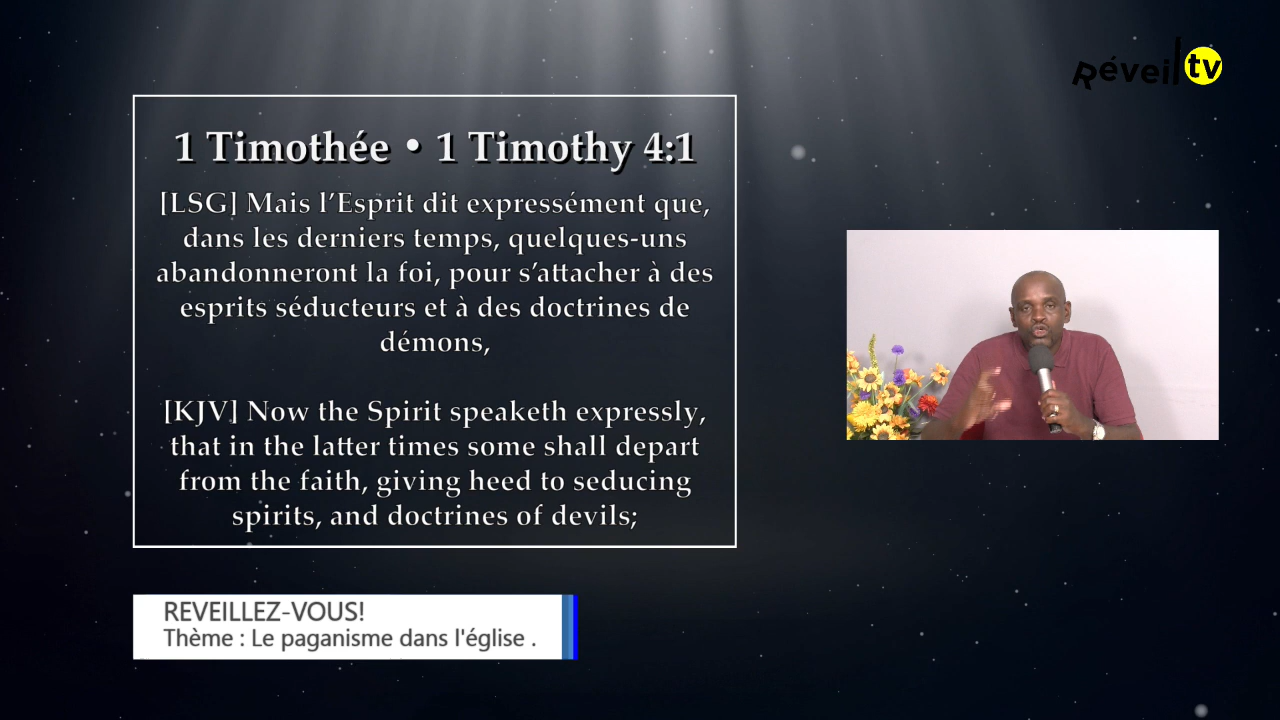 Réveil tv
1 Timothée • 1 Timothy 4:1
[LSG] Mais l’Esprit dit expressément que,
dans les derniers temps, quelques-uns
abandonneront la foi, pour s’attacher à des
esprits séducteurs et à des doctrines de
démons,
[KJV] Now the Spirit speaketh expressly,
that in the latter times some shall depart
from the faith, giving heed to seducing
spirits, and doctrines of devils;
REVEILLEZ-VOUS!
Thème : Le paganisme dans l'église .